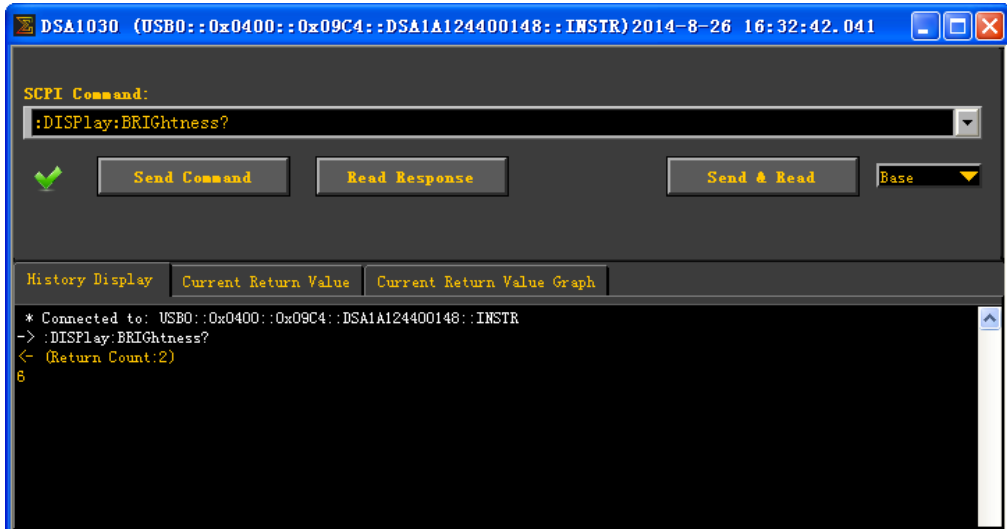 DSA1030 (USB0::0x0400::0x09C4::DSA1A124400148::INSTR)2014-8-26 16:32:42.041
SCPI Command:
:DISPlay:BRIGhtness?
Send Command Read Response Send & Read Base
History Display Current Return Value Current Return Value Graph
* Connected to: USB0::0x0400::0x09C4::DSA1A124400148::INSTR
-> :DISPlay:BRIGhtness?
<- (Return Count:2)
6